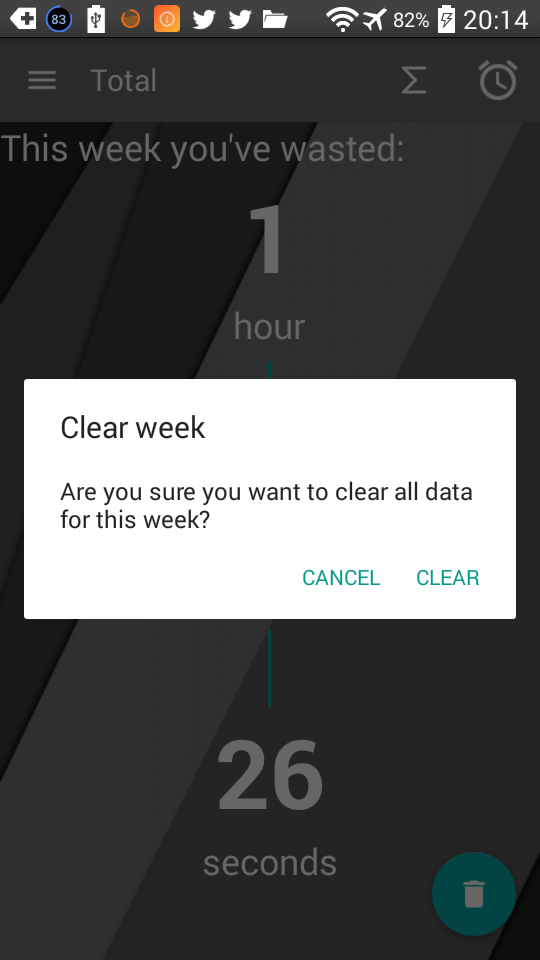 83 82% 20:14
Total
This week you've wasted:
1
hour
Clear week
Are you sure you want to clear all data
for this week?
CANCEL CLEAR
26
seconds